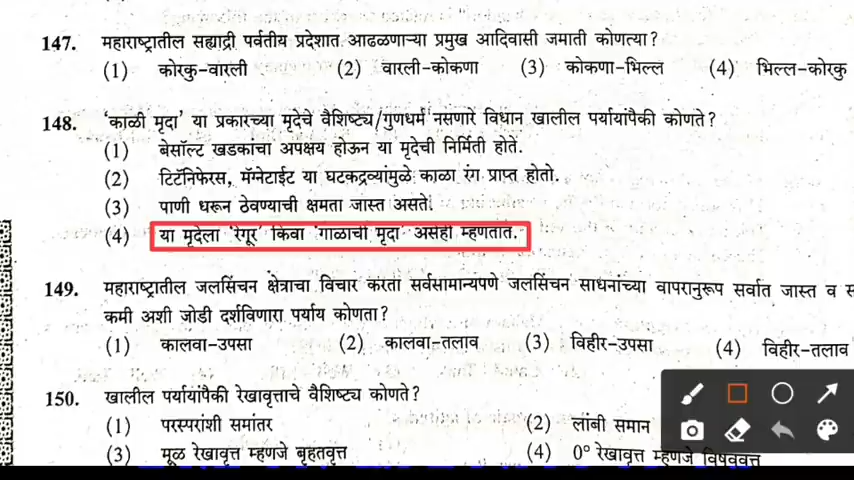 147. महाराष्ट्रातील सह्याद्री पर्वतीय प्रदेशात आढळणाऱ्या प्रमुख आदिवासी जमाती कोणत्या?
(1) कोरकु-वारली (2) वारली-कोकणा (3) कोकणा-भिल्ल (4) भिल्ल-कोरकु
148. 'काळी मृदा' या प्रकारच्या मृदेचे वैशिष्ट्य/गुणधर्म नसणारे विधान खालील पर्यायांपैकी कोणते?
(1) बेसॉल्ट खडकांचा अपक्षय होऊन या मृदेची निर्मिती होते.
(2) टिटॅनिफेरस, मॅग्नेटाईट या घटकद्रव्यांमुळे काळा रंग प्राप्त होतो.
(3) पाणी धरून ठेवण्याची क्षमता जास्त असते.
(4) या मृदेला 'रेगूर' किंवा 'गाळाची मृदा' असेही म्हणतात.
149. महाराष्ट्रातील जलसिंचन क्षेत्राचा विचार करता सर्वसामान्यपणे जलसिंचन साधनांच्या वापरानुरूप सर्वात जास्त व
कमी अशी जोडी दर्शविणारा पर्याय कोणता?
(1) कालवा-उपसा (2) कालवा-तलाव (3) विहीर-उपसा (4) विहीर-तलाव
150. खालील पर्यायांपैकी रेखावृत्ताचे वैशिष्ट्य कोणते?
(1) परस्परांशी समांतर (2) लांबी समान
(3) मूळ रेखावृत्त म्हणजे बृहतवृत्त (4) 0° रेखावृत्त म्हणजे विषुववृत्त